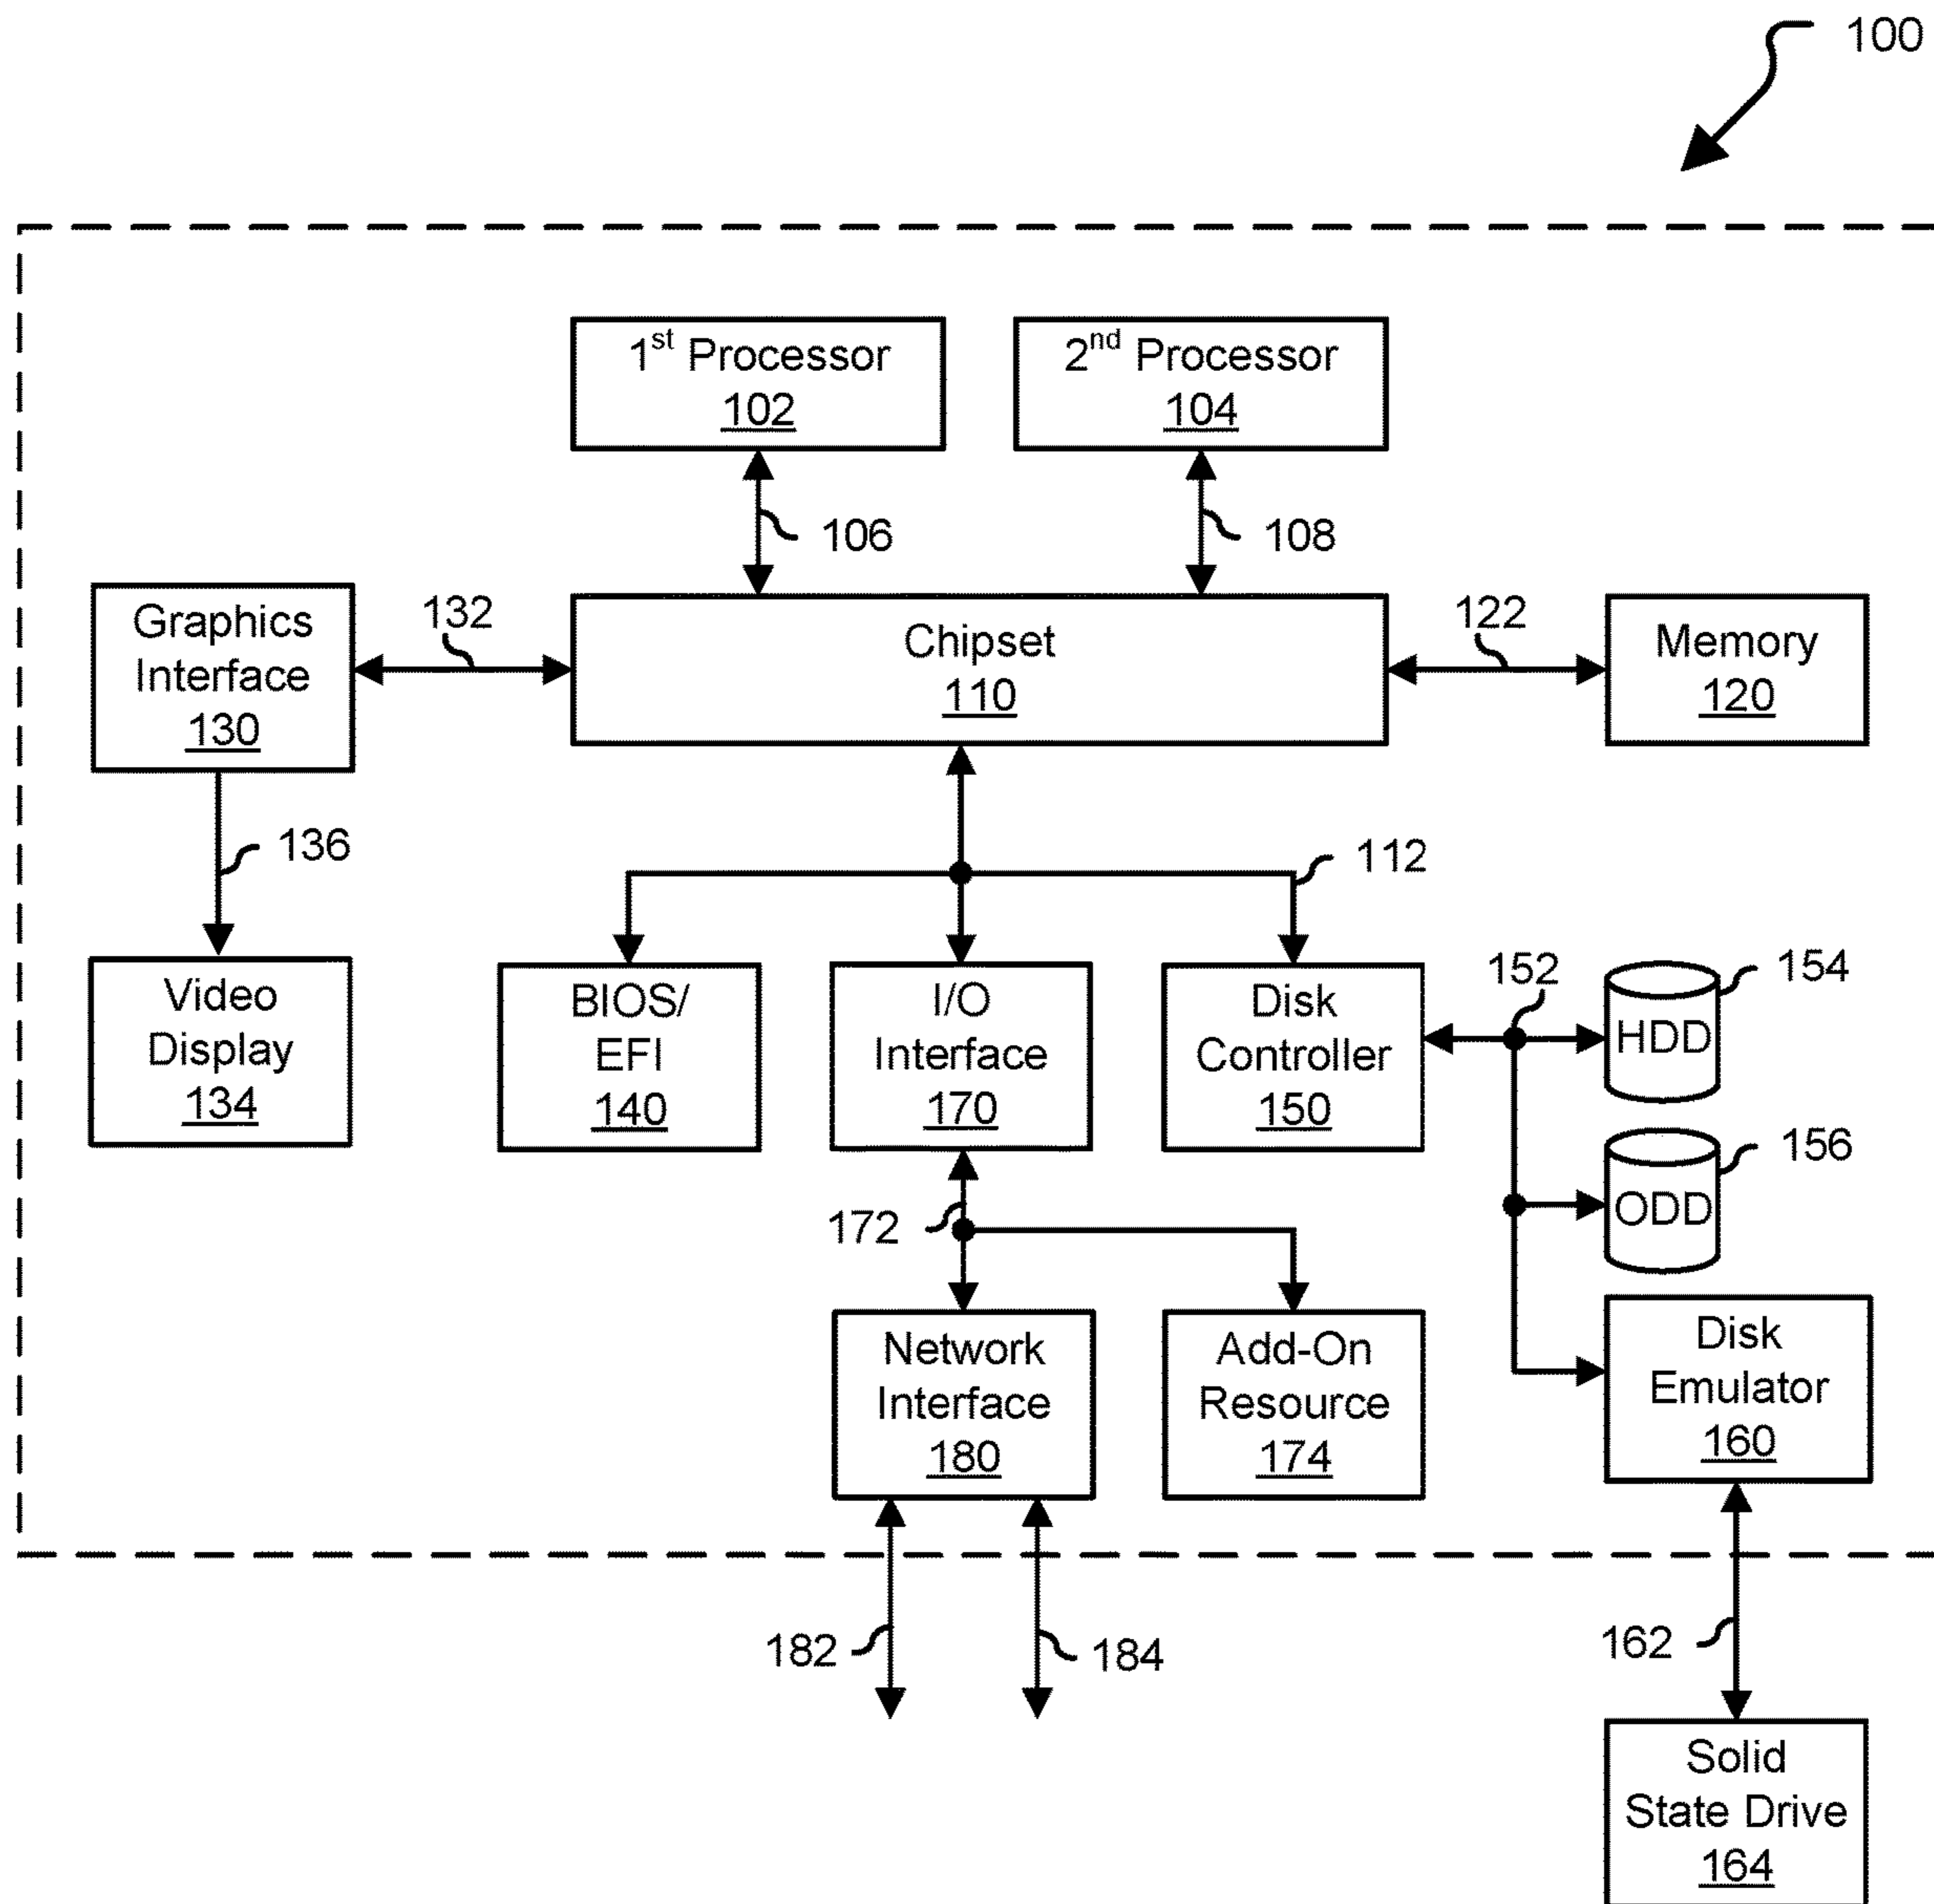 100
1st Processor
102
2nd Processor
104
106
108
Graphics
Interface
130
132
Chipset
110
122
Memory
120
136
112
Video
Display
134
BIOS/
EFI
140
I/O
Interface
170
Disk
Controller
150
152
HDD
154
ODD
156
172
Network
Interface
180
Add-On
Resource
174
Disk
Emulator
160
182
184
162
Solid
State Drive
164